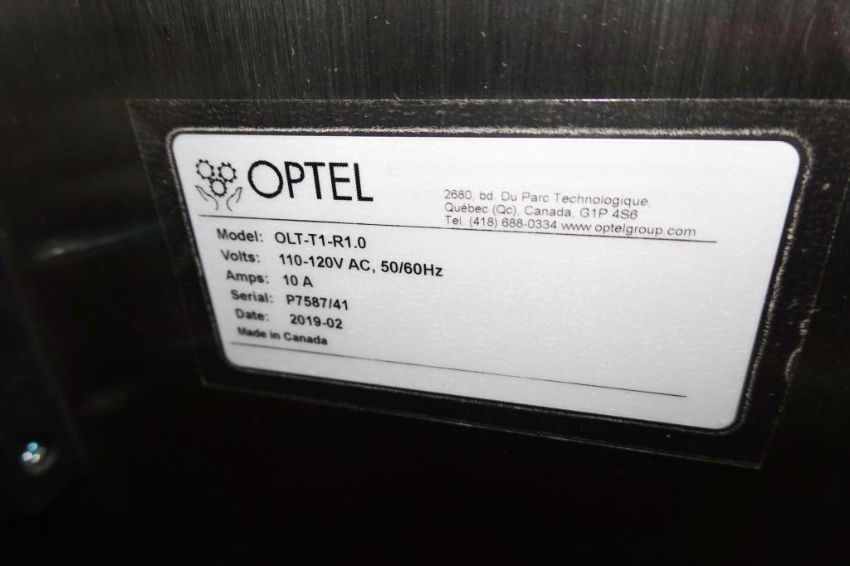 OPTEL
2680, bd. Du Parc Technologique,
Québec (Qc), Canada, G1P 4S6
Tel. (418) 688-0334 www.optelgroup.com
Model: OLT-T1-R1.0
Volts: 110-120V AC, 50/60Hz
Amps: 10 A
Serial: P7587/41
Date: 2019-02
Made in Canada